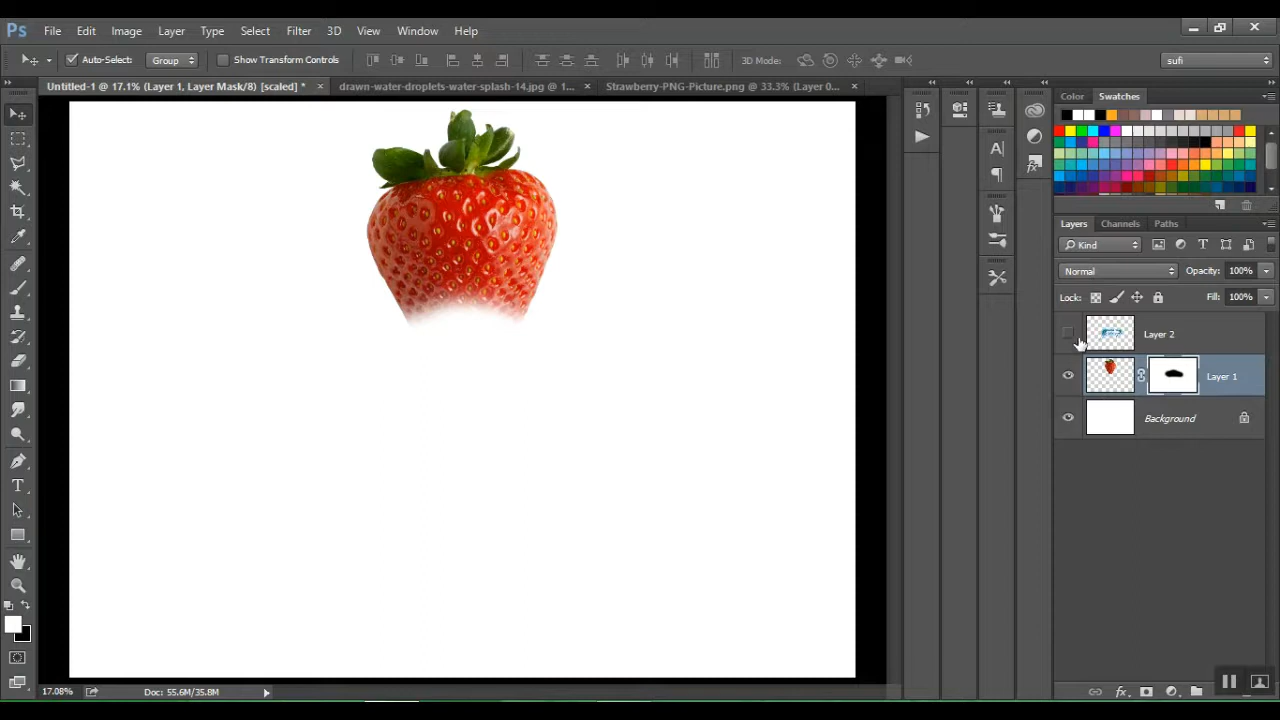 Ps File Edit Image Layer Type Select Filter 3D View Window Help
Auto-Select: Group Show Transform Controls 3D Mode: sufi
Untitled-1 @ 17.1% (Layer 1, Layer Mask/8) [scaled] * × drawn-water-droplets-water-splash-14.jpg @ 1... × Strawberry-PNG-Picture.png @ 33.3% (Layer 0... ×
Color Swatches
Layers Channels Paths
Kind
Normal Opacity: 100%
Lock: Fill: 100%
Layer 2
Layer 1
Background
17.08% Doc: 55.6M/35.8M